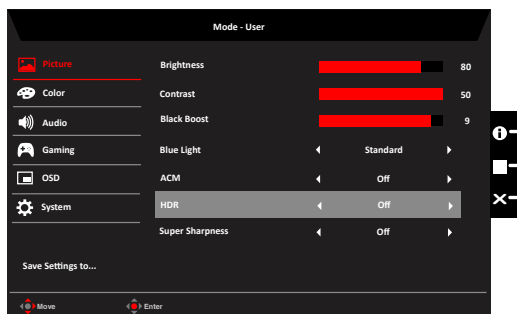 Mode - User
Picture
Color
Audio
Gaming
OSD
System
Save Settings to...
Brightness 80
Contrast 50
Black Boost 9
Blue Light Standard
ACM Off
HDR Off
Super Sharpness Off
Move Enter